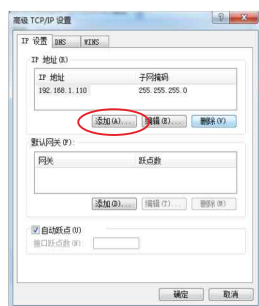 高级 TCP/IP 设置
IP 设置 DNS WINS
IP 地址(R)
IP 地址 子网掩码
192.168.1.110 255.255.255.0
添加(A)... 编辑(E)... 删除(V)
默认网关(F):
网关 跃点数
添加(D)... 编辑(T)... 删除(M)
自动跃点(U)
接口跃点数(N):
确定 取消